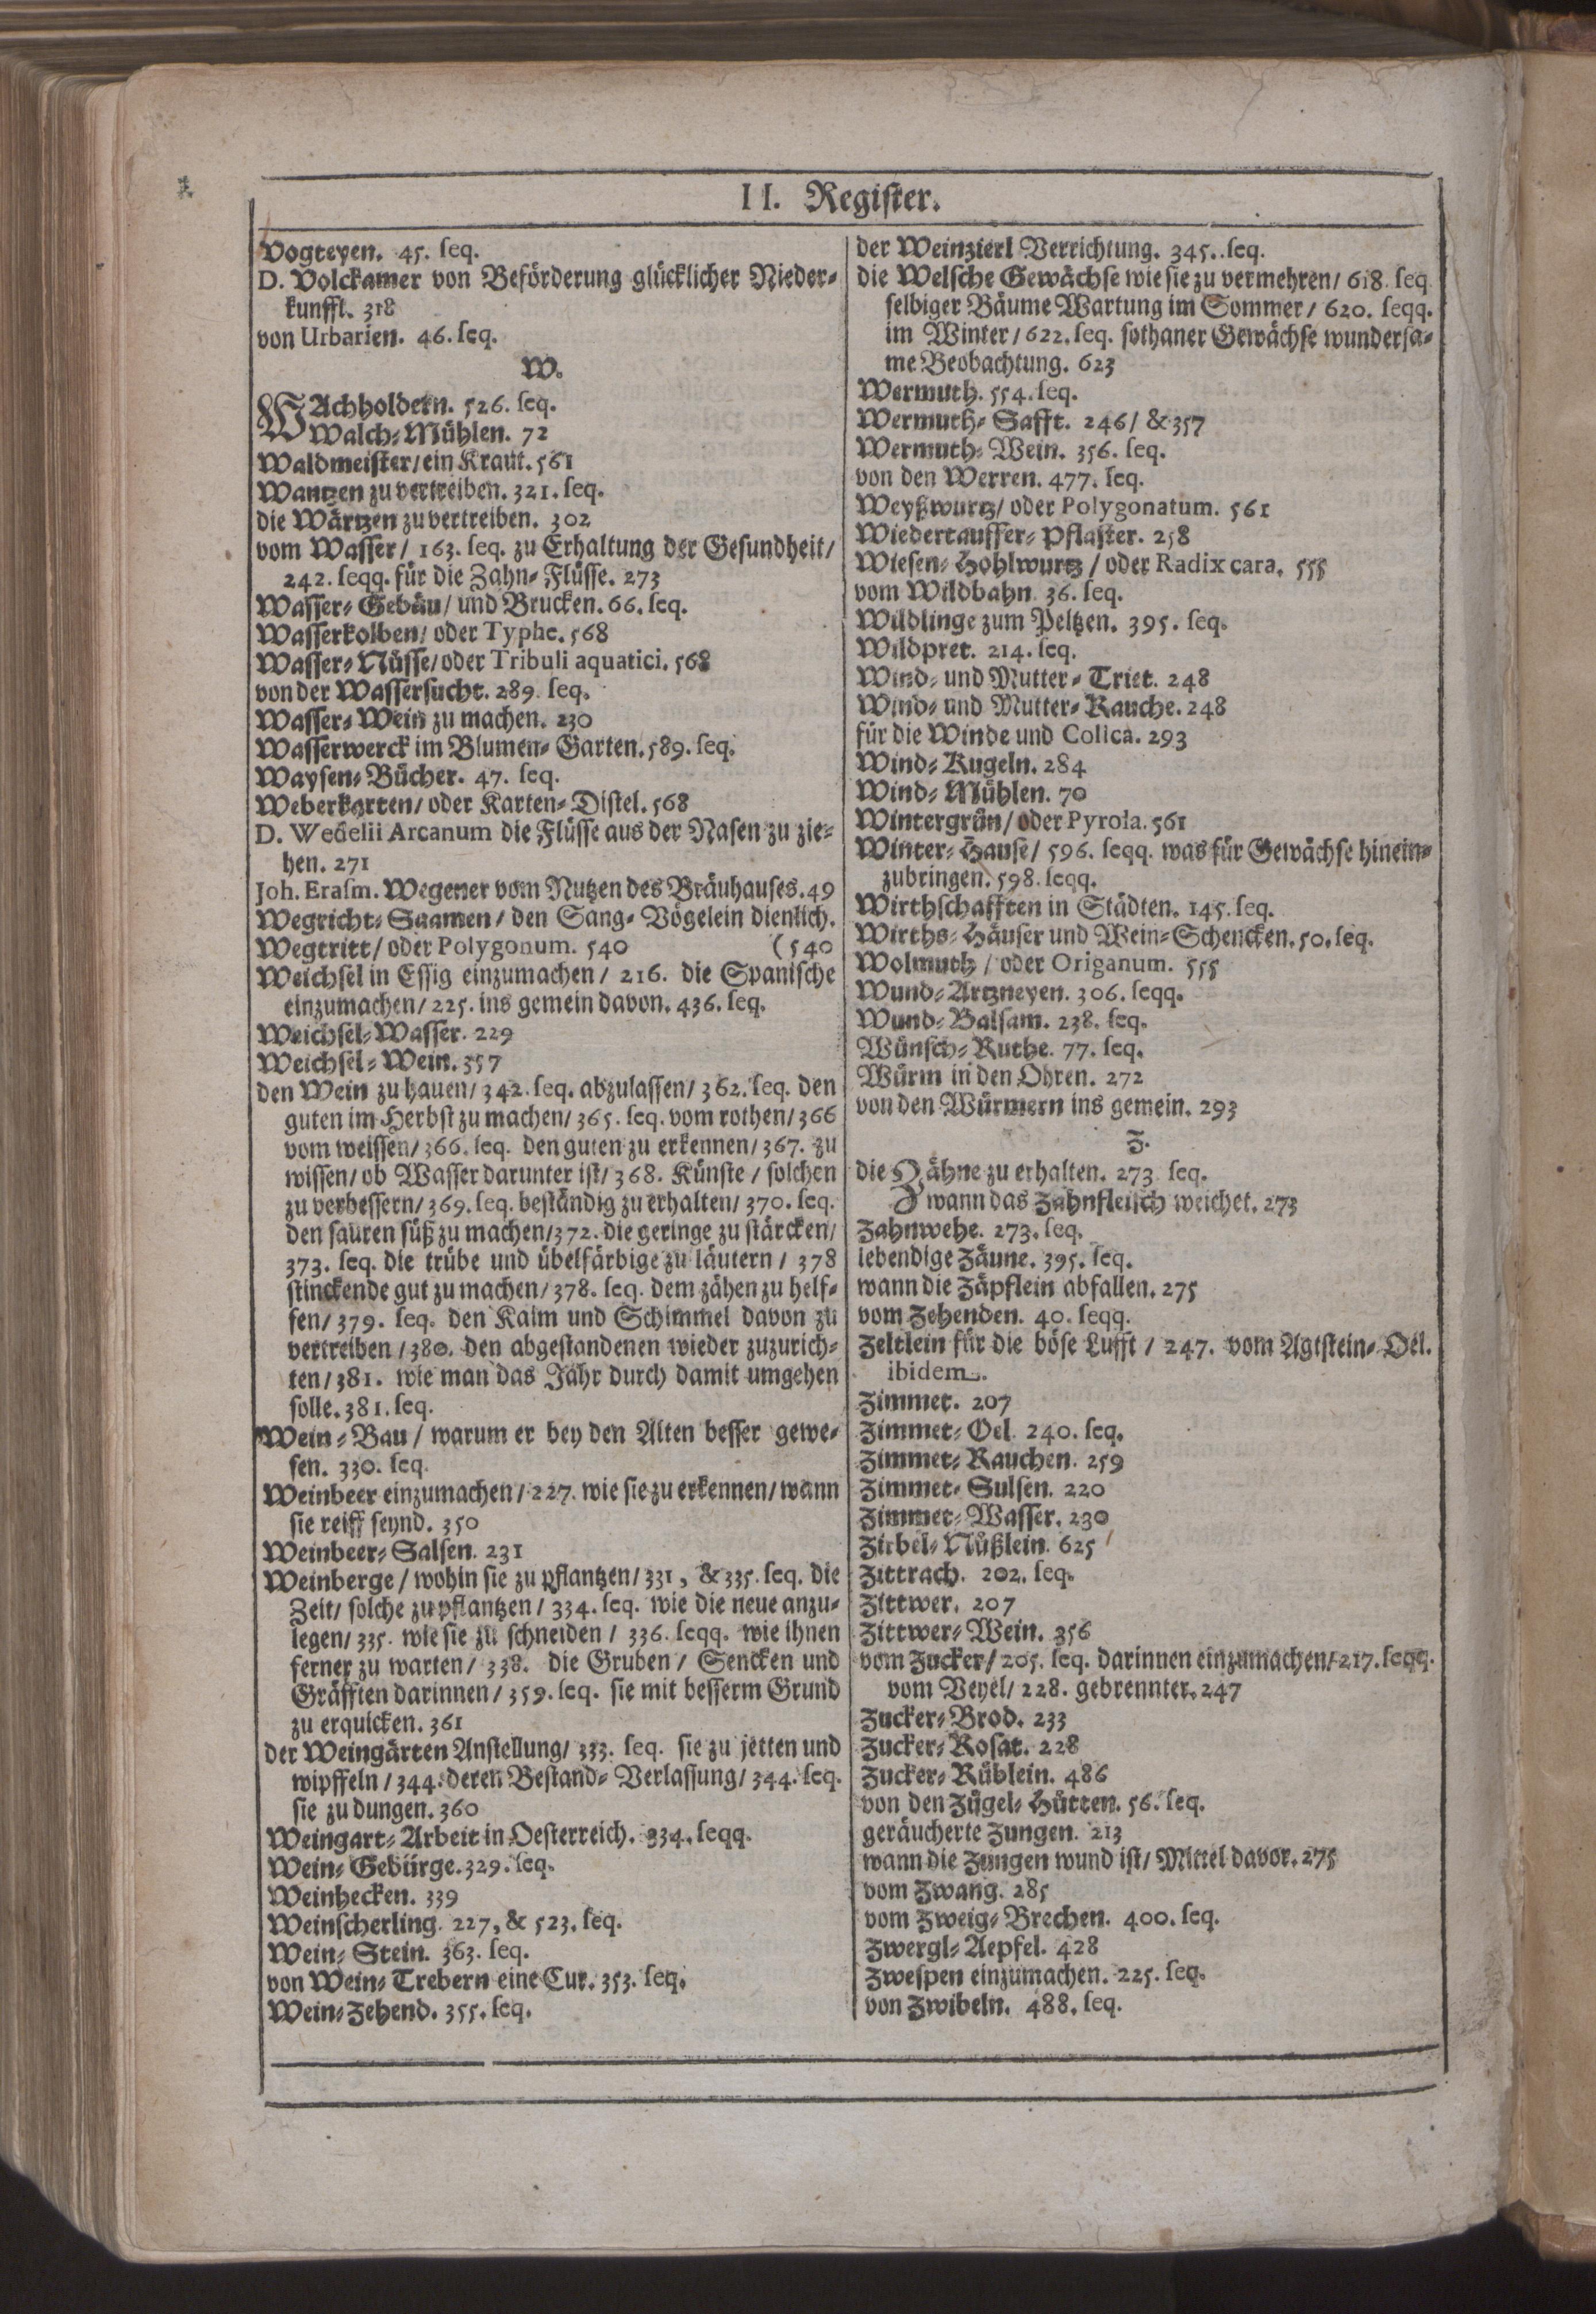 II. Register.
Vogteyen. 45. seq.
D. Volckamer von Beförderung glücklicher Nieder-
kunfft. 318
von Urbarien. 46. seq.
W.
WAchholdern. 526. seq.
Walch-Mühlen. 72
Waldmeister/ ein Kraut. 561
Wantzen zu vertreiben. 321. seq.
die Wärtzen zu vertreiben. 302
vom Wasser/ 163. seq. zu Erhaltung der Gesundheit/
242. seqq. für die Zahn-Flüsse. 273
Wasser-Gebäu/ und Brucken. 66. seq.
Wasserkolben/ oder Typhe. 568
Wasser-Nüsse/ oder Tribuli aquatici. 568
von der Wassersucht. 289. seq.
Wasser-Wein zu machen. 230
Wasserwerck im Blumen-Garten. 589. seq.
Waysen-Bücher. 47. seq.
Weberkarten/ oder Karten-Distel. 568
D. Wedelii Arcanum die Flüsse aus der Nasen zu zie-
hen. 271
Joh. Erasm. Wegener vom Nutzen des Bräuhauses. 49
Wegricht-Saamen/ den Sang-Vögelein dienlich.
Wegtritt/ oder Polygonum. 540 (540
Weichsel in Essig einzumachen/ 216. die Spanische
einzumachen/ 225. ins gemein davon. 436. seq.
Weichsel-Wasser. 229
Weichsel-Wein. 357
den Wein zu hauen/ 342. seq. abzulassen/ 362. seq. den
guten im Herbst zu machen/ 365. seq. vom rothen/ 366
vom weissen/ 366. seq. den guten zu erkennen/ 367. zu
wissen/ ob Wasser darunter ist/ 368. Künste/ solchen
zu verbessern/ 369. seq. beständig zu erhalten/ 370. seq.
den sauren süß zu machen/ 372. die geringe zu stärcken/
373. seq. die trübe und übelfärbige zu läutern/ 378
stinckende gut zu machen/ 378. seq. dem zähen zu helf-
fen/ 379. seq. den Kaim und Schimmel davon zu
vertreiben/ 380. den abgestandenen wieder zuzurich-
ten/ 381. wie man das Jahr durch damit umgehen
solle. 381. seq.
Wein-Bau/ warum er bey den Alten besser gewe-
sen. 330. seq.
Weinbeer einzumachen/ 227. wie sie zu erkennen/ wann
sie reiff seynd. 350
Weinbeer-Salsen. 231
Weinberge/ wohin sie zu pflantzen/ 331, & 335. seq. die
Zeit/ solche zu pflantzen/ 334. seq. wie die neue anzu-
legen/ 335. wie sie zu schneiden/ 336. seqq. wie ihnen
ferner zu warten/ 338. die Gruben/ Sencken und
Gräfften darinnen/ 359. seq. sie mit besserm Grund
zu erquicken. 361
der Weingärten Anstellung/ 333. seq. sie zu jetten und
wipffeln/ 344. deren Bestand-Verlassung/ 344. seq.
sie zu dungen. 360
Weingart-Arbeit in Oesterreich. 334. seqq.
Wein-Gebürge. 329. seq.
Weinhecken. 339
Weinscherling. 227, & 523. seq.
Wein-Stein. 363. seq.
von Wein-Trebern eine Cur. 353. seq.
Wein-Zehend. 355. seq.
der Weinzierl Verrichtung. 345. seq.
die Welsche Gewächse wie sie zu vermehren/ 618. seq
selbiger Bäume Wartung im Sommer/ 620. seqq.
im Winter/ 622. seq. sothaner Gewächse wundersa-
me Beobachtung. 623
Wermuth. 554. seq.
Wermuth-Safft. 246/ & 357
Wermuth-Wein. 356. seq.
von den Werren. 477. seq.
Weyßwurtz/ oder Polygonatum. 561
Wiedertauffer-Pflaster. 258
Wiesen-Hohlwurtz/ oder Radix cara. 555
vom Wildbahn. 36. seq.
Wildlinge zum Peltzen. 395. seq.
Wildpret. 214. seq.
Wind- und Mutter-Triet. 248
Wind- und Mutter-Rauche. 248
für die Winde und Colica. 293
Wind-Kugeln. 284
Wind-Mühlen. 70
Wintergrün/ oder Pyrola. 561
Winter-Hause/ 596. seqq. was für Gewächse hinein-
zubringen. 598. seqq.
Wirthschafften in Städten. 145. seq.
Wirths-Häuser und Wein-Schencken. 50. seq.
Wolmuth/ oder Origanum. 555
Wund-Artzneyen. 306. seqq.
Wund-Balsam. 238. seq.
Wünsch-Ruthe. 77. seq.
Würm in den Ohren. 272
von den Würmern ins gemein. 293
Z.
die Zähne zu erhalten. 273. seq.
wann das Zahnfleisch weichet. 273
Zahnwehe. 273. seq.
lebendige Zäune. 395. seq.
wann die Zäpflein abfallen. 275
vom Zehenden. 40. seqq.
Zeltlein für die böse Lufft/ 247. vom Agtstein-Oel.
ibidem.
Zimmet. 207
Zimmet-Oel. 240. seq.
Zimmet-Rauchen. 259
Zimmet-Sulsen. 220
Zimmet-Wasser. 230
Zirbel-Nüßlein. 625
Zittrach. 202. seq.
Zittwer. 207
Zittwer-Wein. 356
vom Zucker/ 205. seq. darinnen einzumachen/ 217. seqq.
vom Veyel/ 228. gebrennter. 247
Zucker-Brod. 233
Zucker-Rosat. 228
Zucker-Rüblein. 486
von den Zügel-Hütten. 56. seq.
geräucherte Zungen. 213
wann die Zungen wund ist/ Mittel davor. 275
vom Zwang. 285
vom Zweig-Brechen. 400. seq.
Zwergl-Aepfel. 428
Zwespen einzumachen. 225. seq.
von Zwibeln. 488. seq.